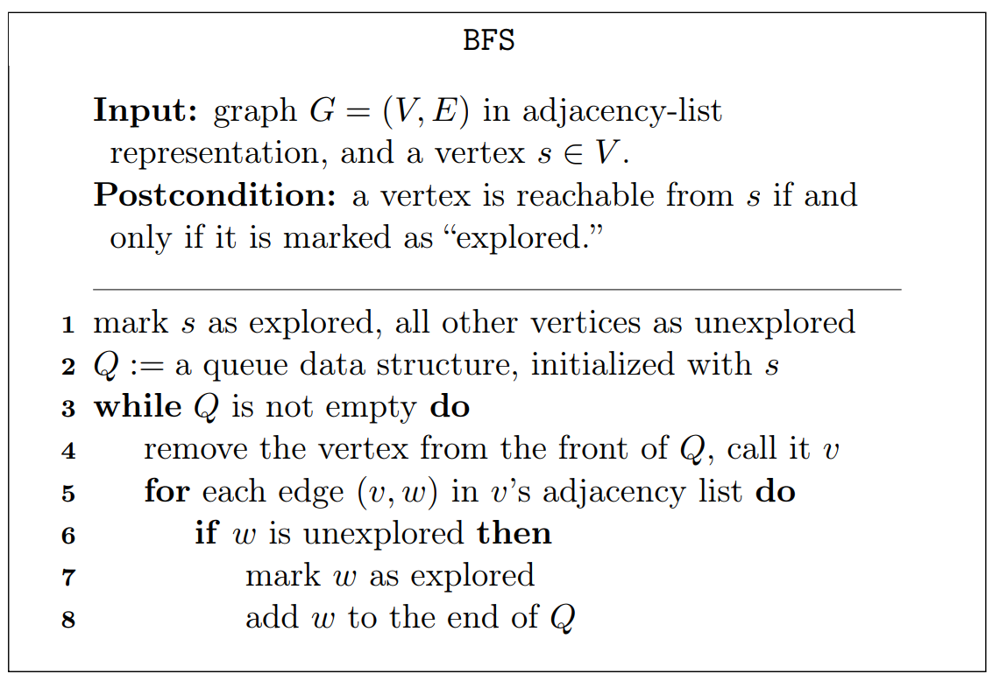 BFS
Input: graph G = (V, E) in adjacency-list
representation, and a vertex s ∈ V.
Postcondition: a vertex is reachable from s if and
only if it is marked as “explored.”
1 mark s as explored, all other vertices as unexplored
2 Q := a queue data structure, initialized with s
3 while Q is not empty do
4 remove the vertex from the front of Q, call it v
5 for each edge (v, w) in v’s adjacency list do
6 if w is unexplored then
7 mark w as explored
8 add w to the end of Q